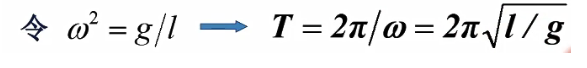 令 ω² = g/l → T = 2π/ω = 2π√l / g